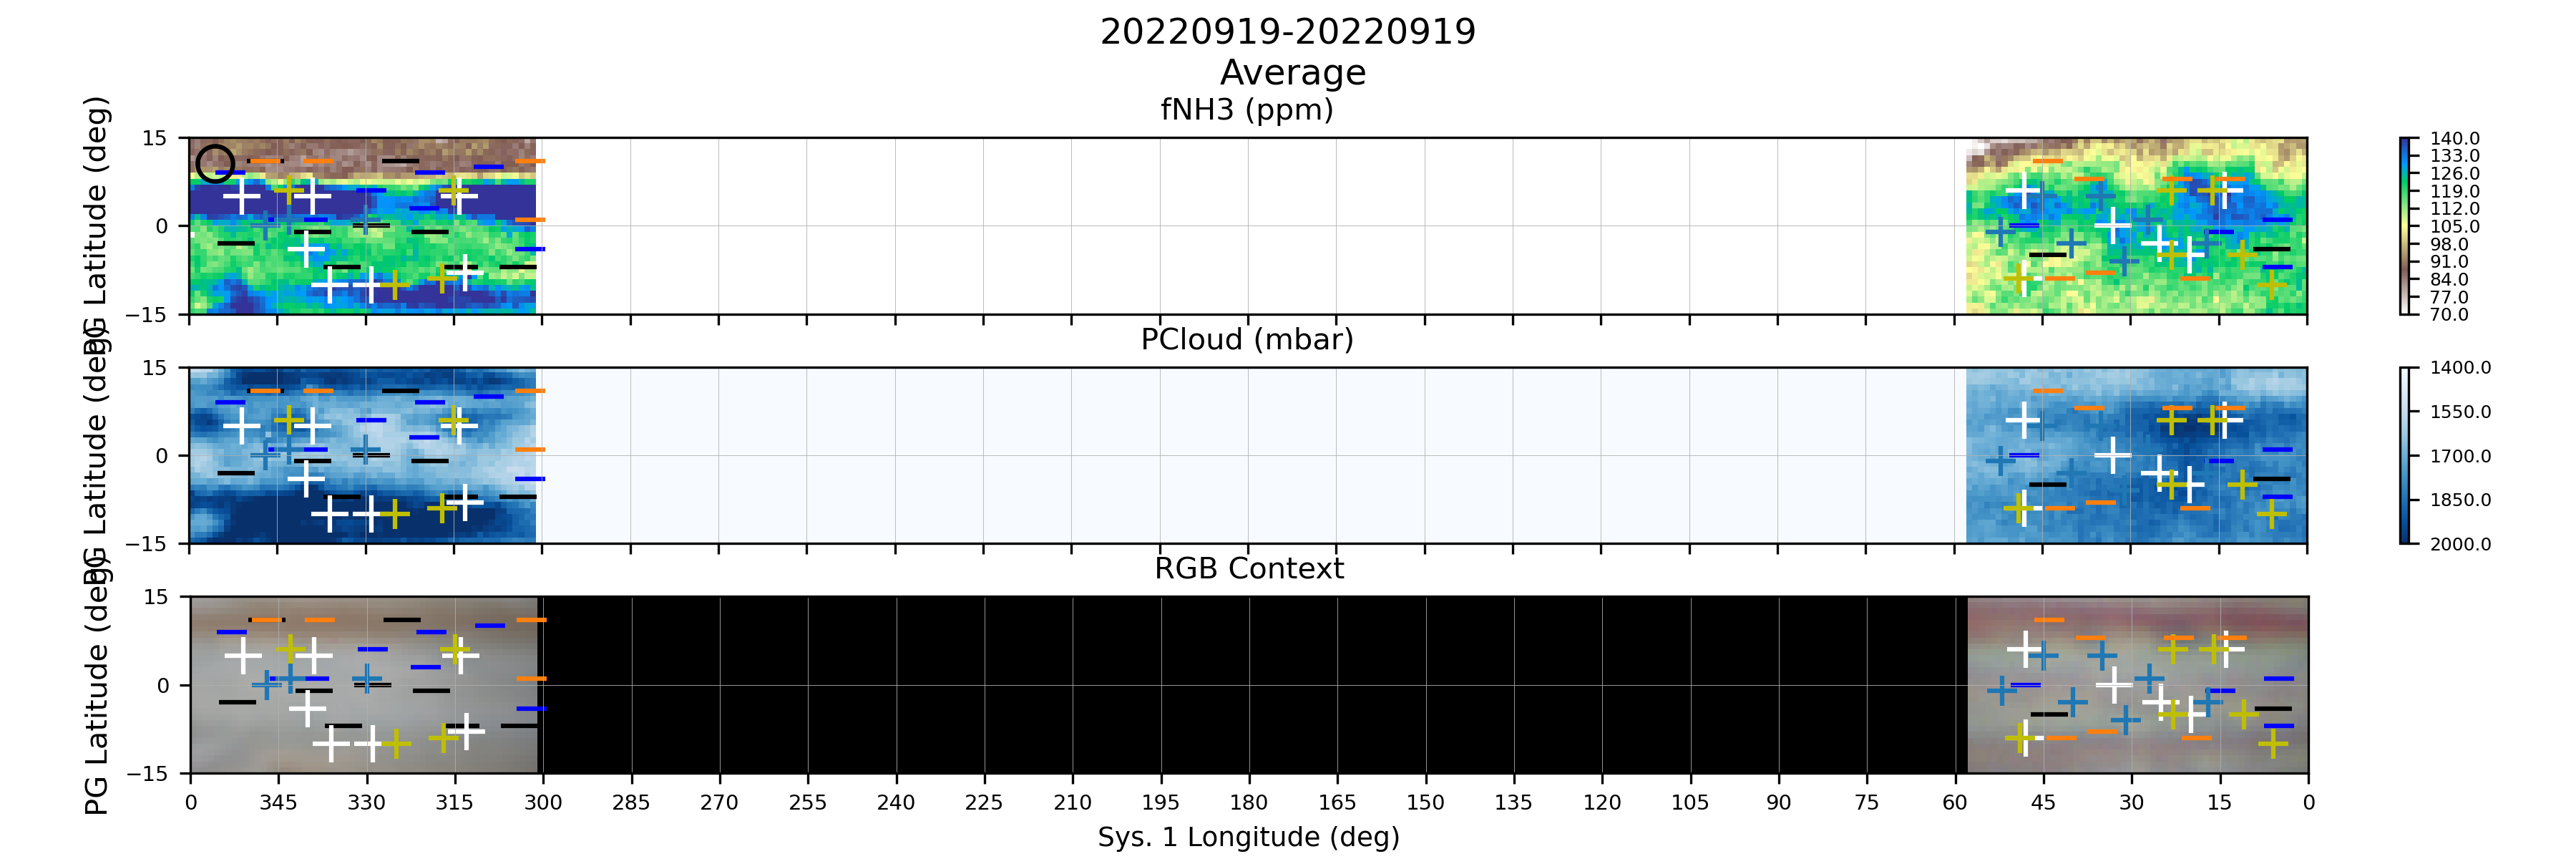 20220919-20220919
Average
fNH3 (ppm)
PG Latitude (deg)
15
0
−15
140.0
133.0
126.0
119.0
112.0
105.0
98.0
91.0
84.0
77.0
70.0
PCloud (mbar)
PG Latitude (deg)
15
0
−15
1400.0
1550.0
1700.0
1850.0
2000.0
RGB Context
PG Latitude (deg)
15
0
−15
0 345 330 315 300 285 270 255 240 225 210 195 180 165 150 135 120 105 90 75 60 45 30 15 0
Sys. 1 Longitude (deg)